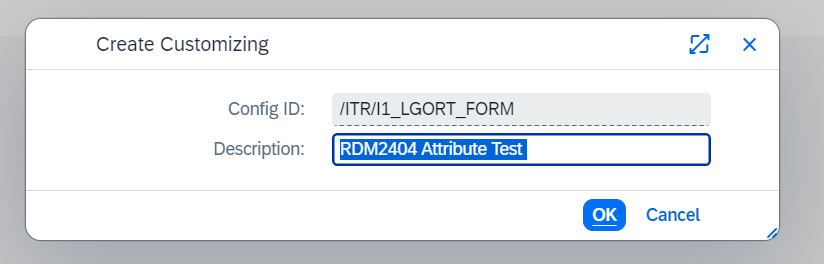 Create Customizing
Config ID: /ITR/I1_LGORT_FORM
Description: RDM2404 Attribute Test
OK Cancel